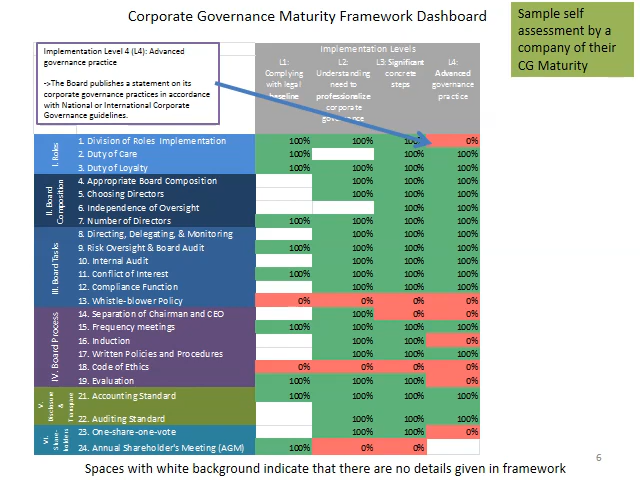 Corporate Governance Maturity Framework Dashboard
Sample self
assessment by a
company of their
CG Maturity
Implementation Level 4 (L4): Advanced
governance practice
->The Board publishes a statement on its
corporate governance practices in accordance
with National or International Corporate
Governance guidelines.
Implementation Levels
L1: Complying with legal baseline
L2: Understanding need to professionalize corporate governance
L3: Significant concrete steps
L4: Advanced governance practice
I. Roles
1. Division of Roles Implementation 100% 100% 100% 0%
2. Duty of Care 100% 100% 100%
3. Duty of Loyalty 100% 100% 100% 100%
II. Board Composition
4. Appropriate Board Composition 100% 100% 100%
5. Choosing Directors 100% 100% 100%
6. Independence of Oversight 100% 100%
7. Number of Directors 100% 100% 100% 100%
III. Board Tasks
8. Directing, Delegating, & Monitoring 100% 100% 100%
9. Risk Oversight & Board Audit 100% 100% 100% 100%
10. Internal Audit 100% 100% 100%
11. Conflict of Interest 100% 100% 100% 100%
12. Compliance Function 100% 100% 100%
13. Whistle-blower Policy 0% 0% 0% 0%
IV. Board Process
14. Separation of Chairman and CEO 100% 0% 0%
15. Frequency meetings 100% 100% 100% 100%
16. Induction 100% 100% 0%
17. Written Policies and Procedures 100% 100% 100%
18. Code of Ethics 0% 0% 0% 0%
19. Evaluation 100% 100% 100% 0%
V.
Disclosure
&
21. Accounting Standard 100% 100% 100% 100%
22. Auditing Standard 100% 100% 100%
VI.
Share-
holders
23. One-share-one-vote 100% 100% 0%
24. Annual Shareholder's Meeting (AGM) 100% 0% 0%
6
Spaces with white background indicate that there are no details given in framework